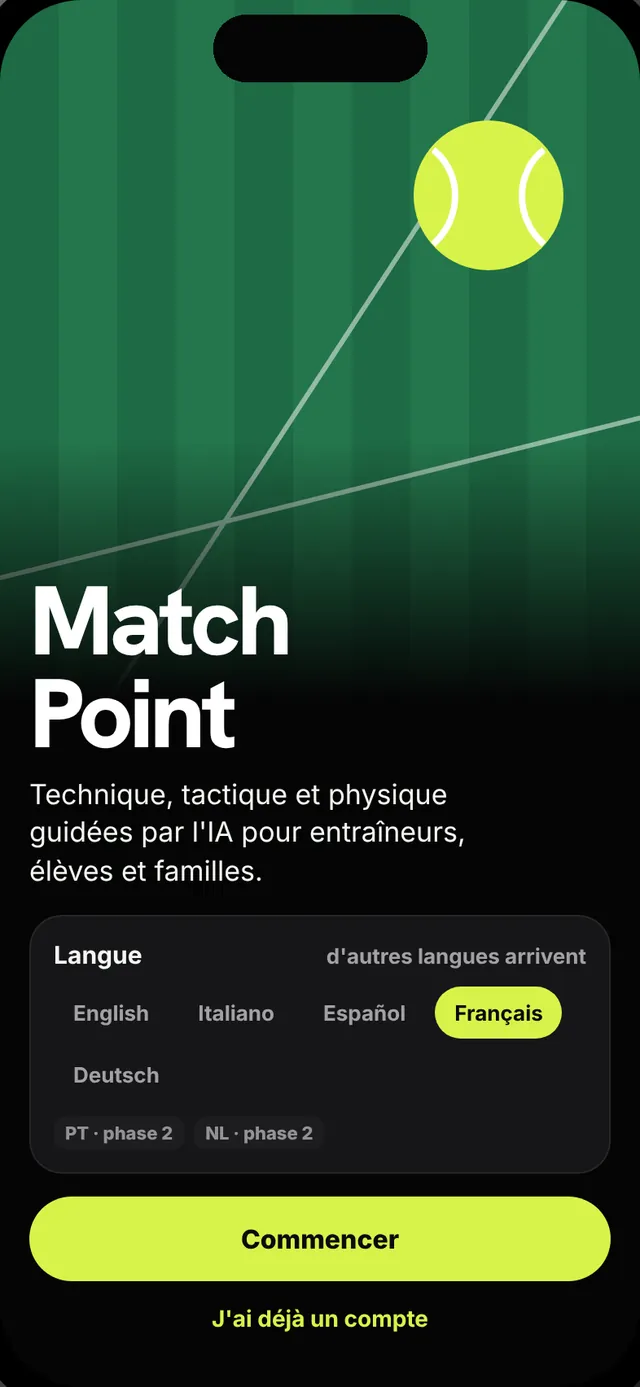 Match
Point
Technique, tactique et physique
guidées par l'IA pour entraîneurs,
élèves et familles.
Langue
d'autres langues arrivent
English
Italiano
Español
Français
Deutsch
PT · phase 2
NL · phase 2
Commencer
J'ai déjà un compte